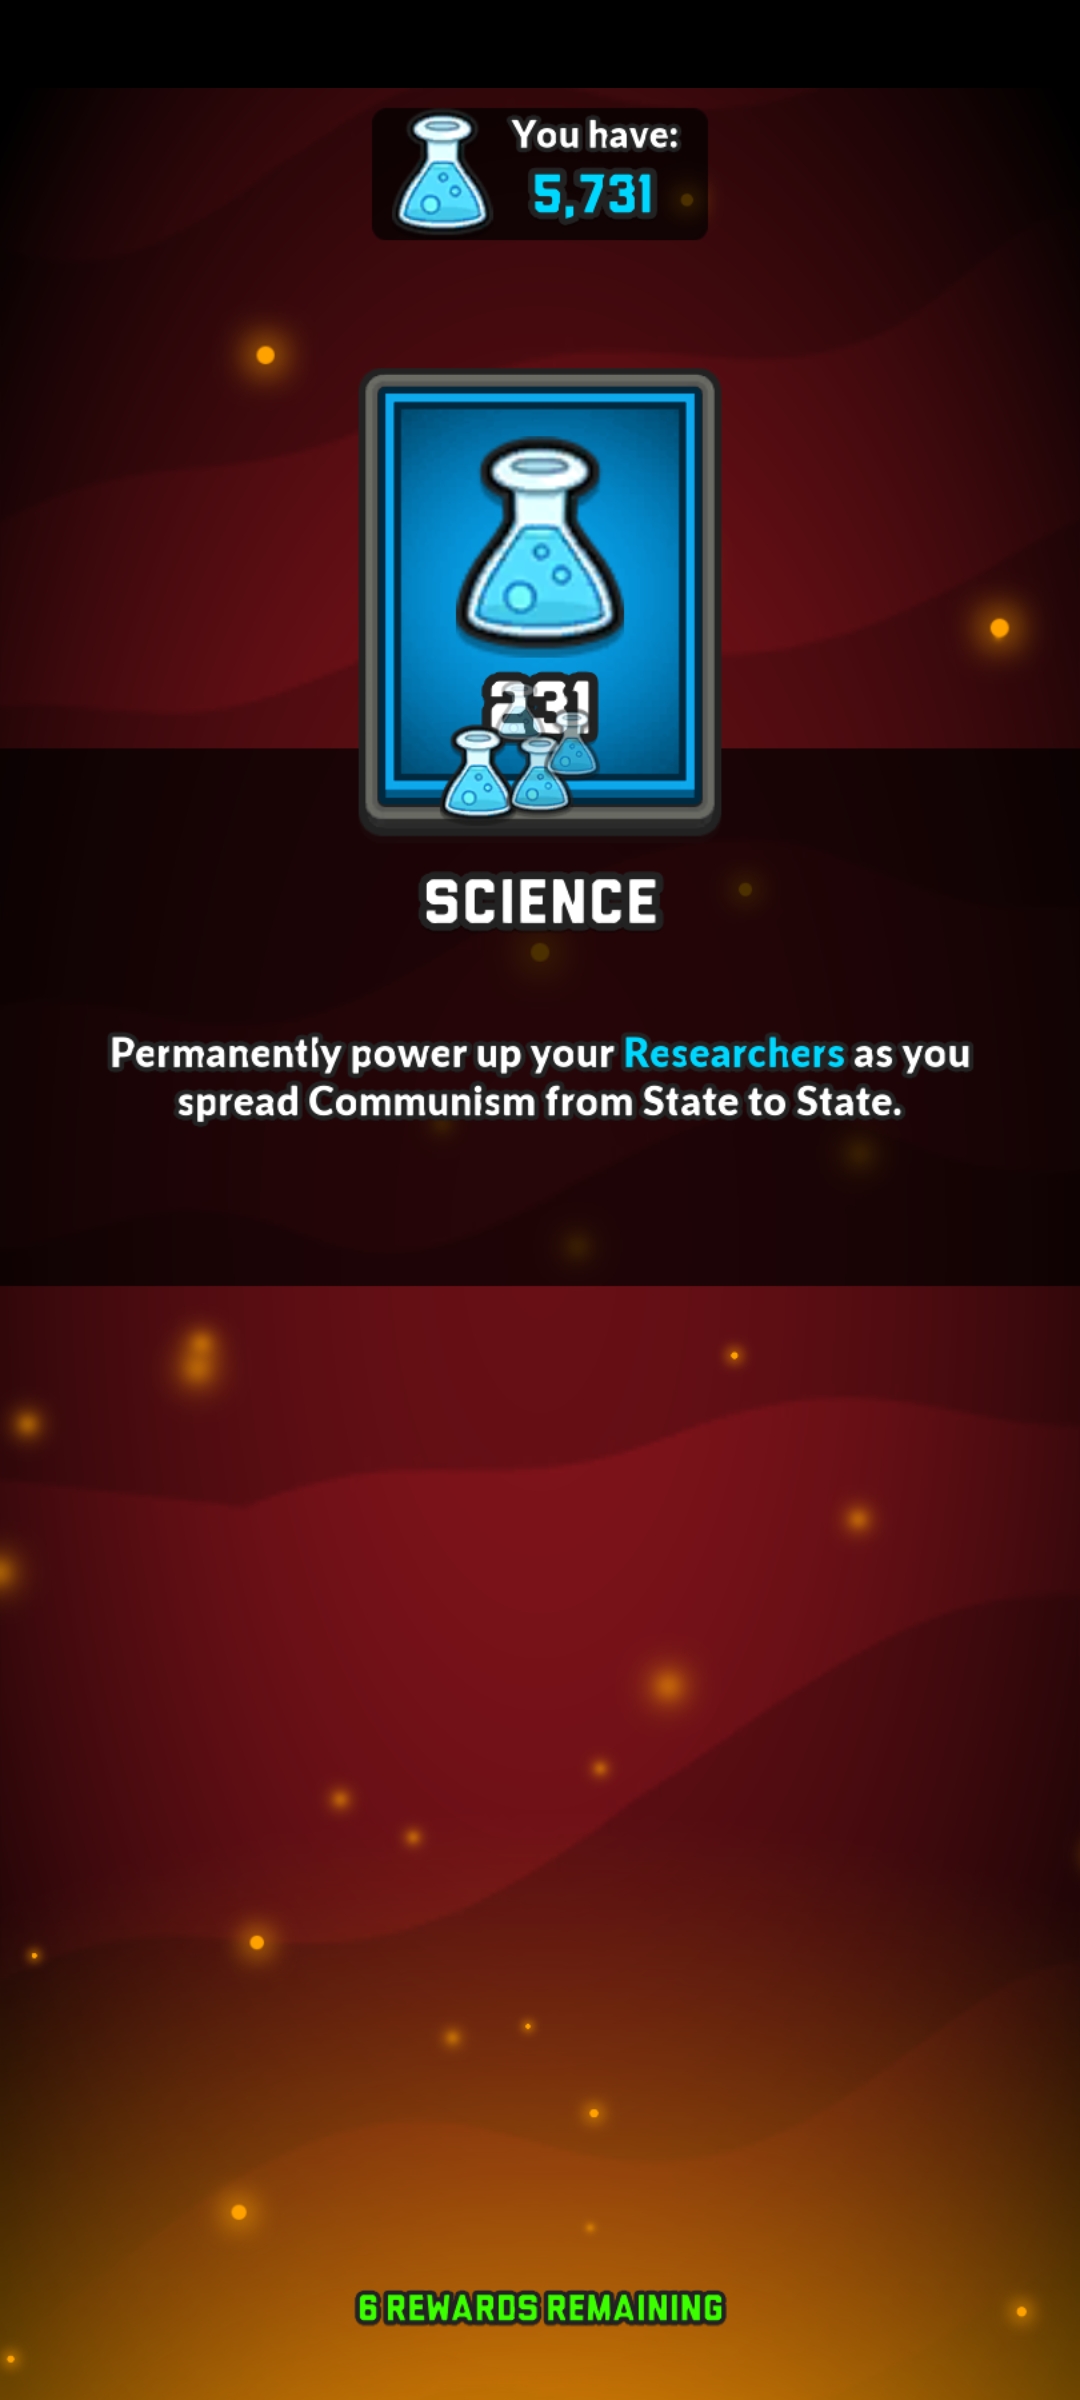 You have:
5,731
231
SCIENCE
Permanently power up your Researchers as you
spread Communism from State to State.
6 REWARDS REMAINING